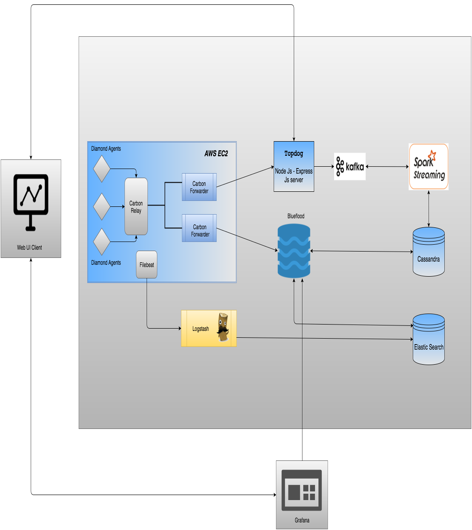 Diamond Agents
AWS EC2
Carbon
Relay
Carbon
Forwarder
Carbon
Forwarder
Diamond Agents
Filebeat
Topdog
Node Js - Express
Js server
kafka
Spark
Streaming
Web UI Client
Bluefood
Cassandra
Logstash
Elastic Search
Grafana